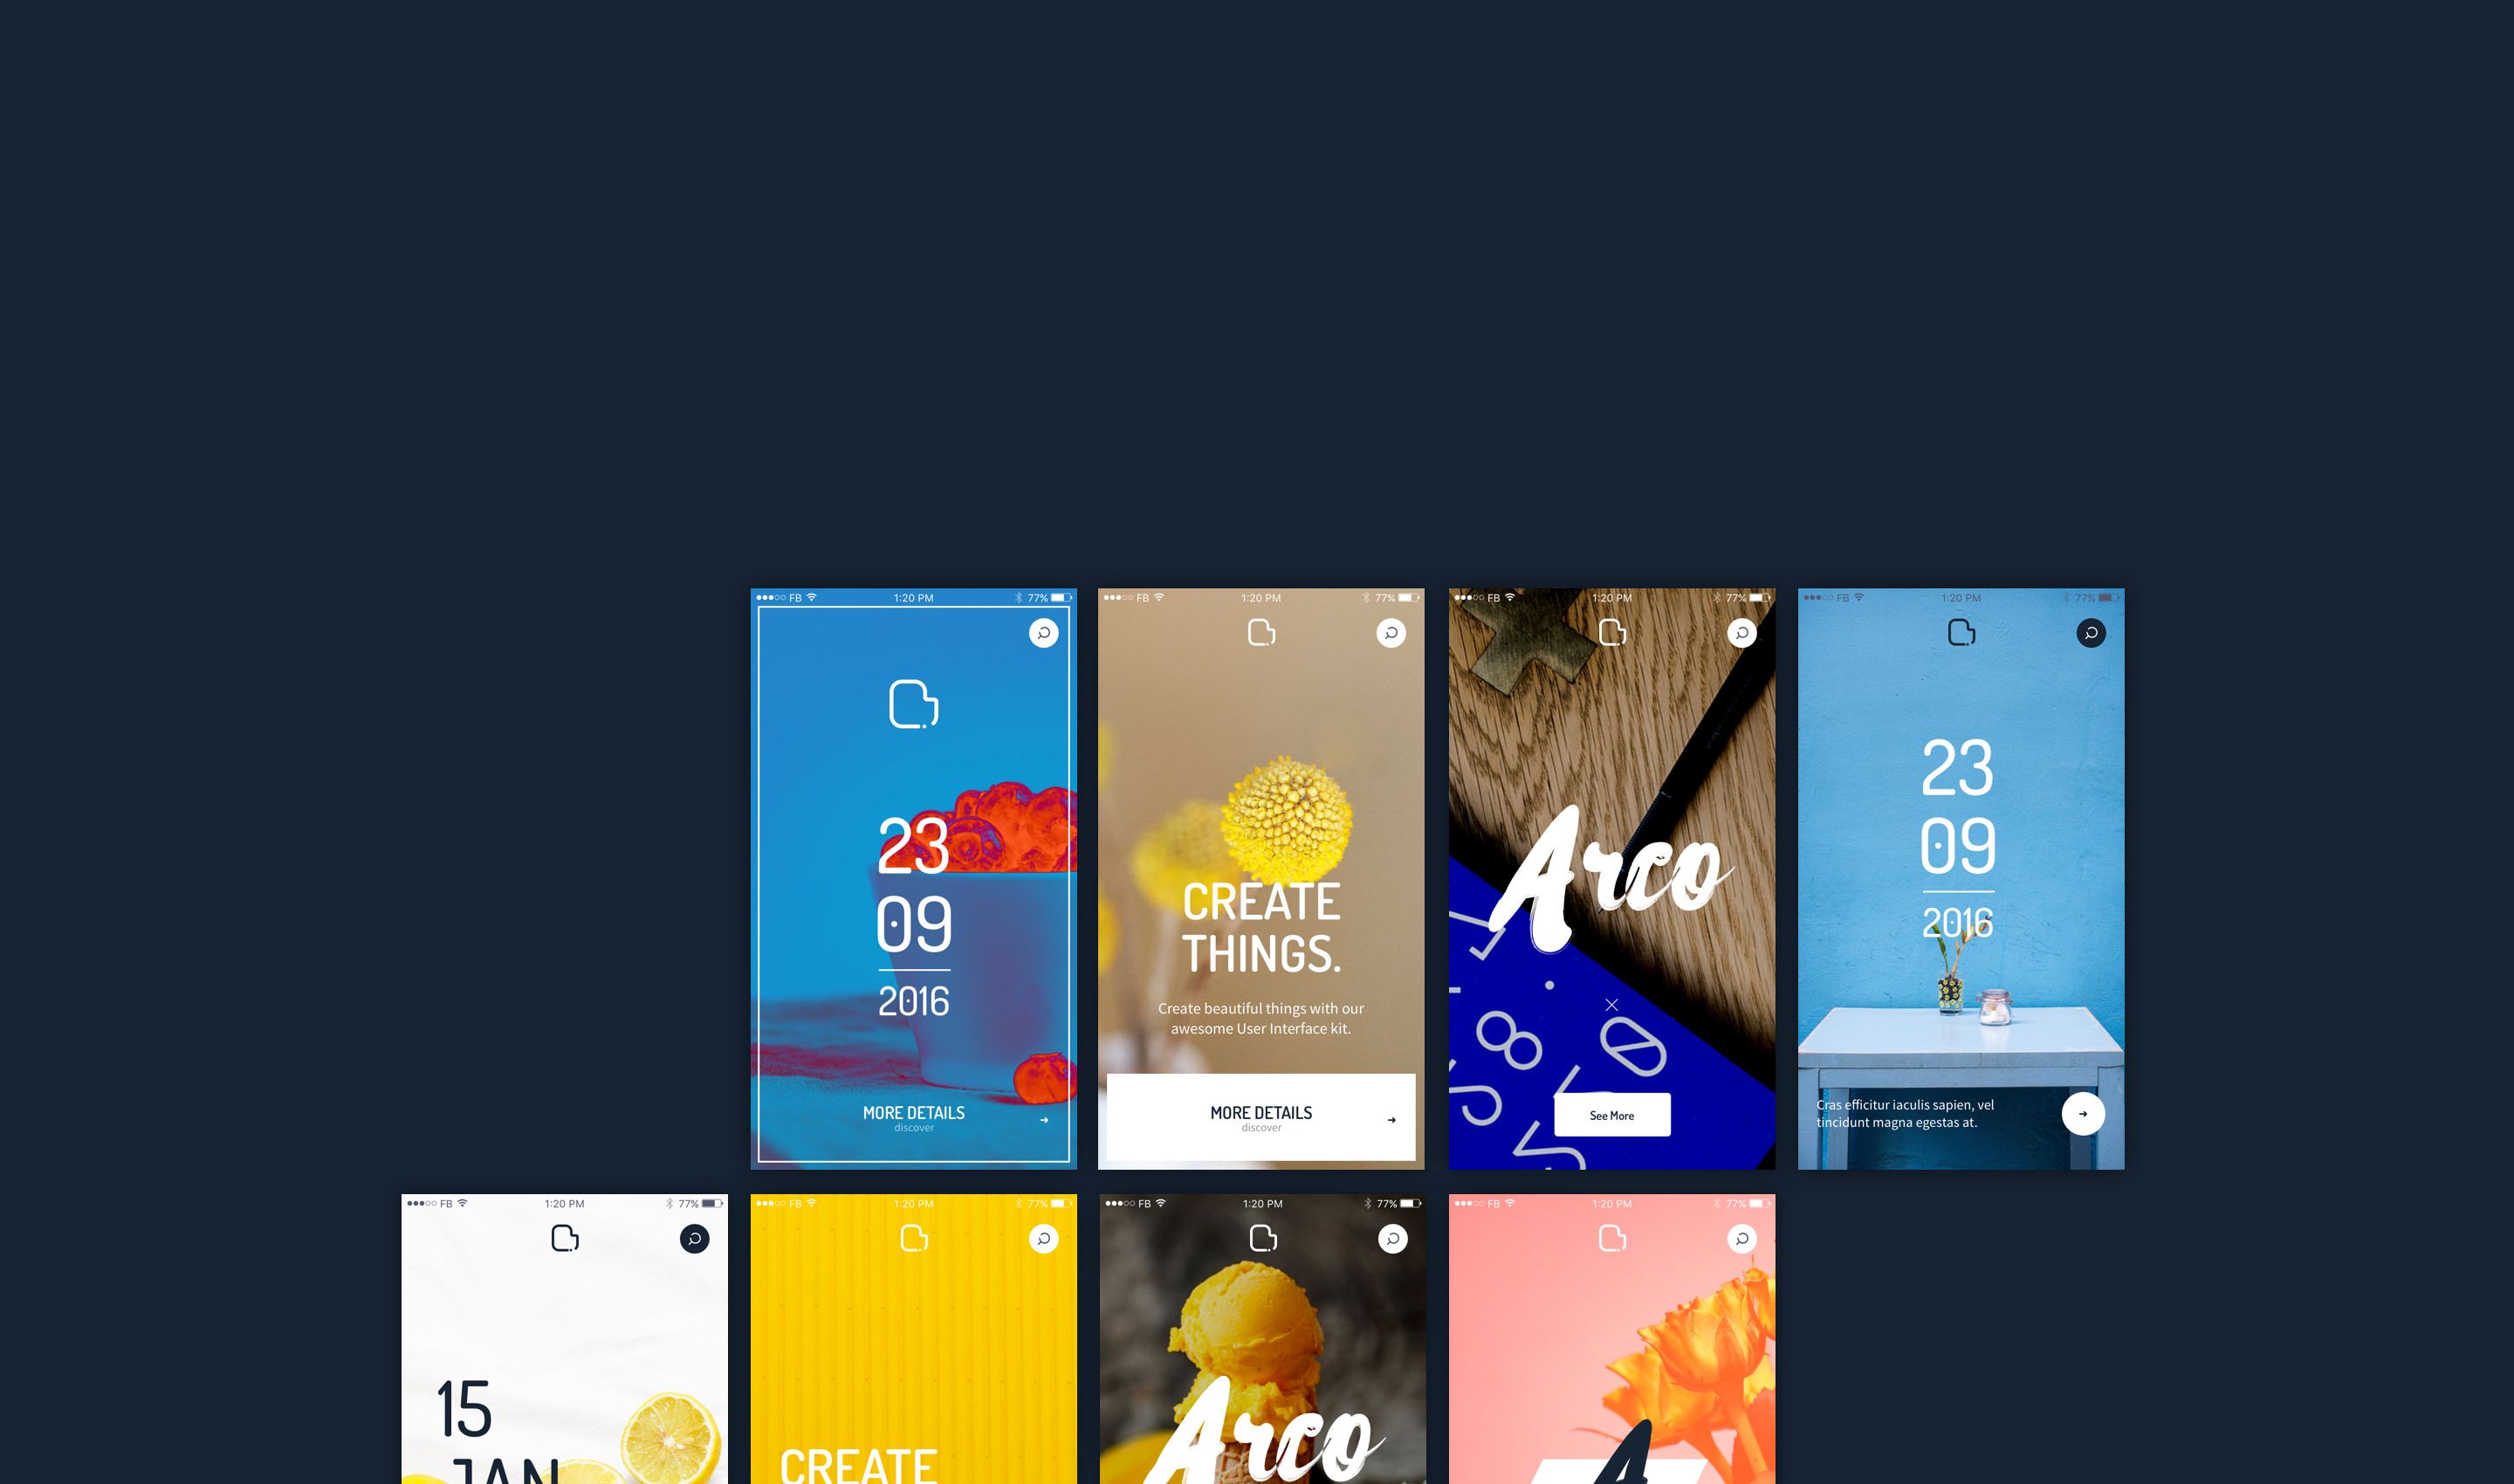 FB 1:20 PM 77%
23
09
2016
MORE DETAILS
discover
FB 1:20 PM 77%
CREATE
THINGS.
Create beautiful things with our
awesome User Interface kit.
MORE DETAILS
discover
FB 1:20 PM 77%
Arco
8 0
See More
FB 1:20 PM 77%
23
09
2016
Cras efficitur iaculis sapien, vel
tincidunt magna egestas at.
FB 1:20 PM 77%
15
JAN
FB 1:20 PM 77%
CREATE
FB 1:20 PM 77%
Arco
FB 1:20 PM 77%
A